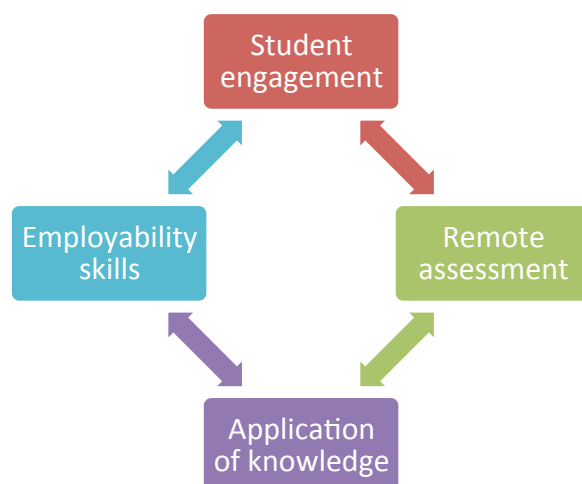 Student
engagement
Employability
skills
Remote
assessment
Application
of knowledge